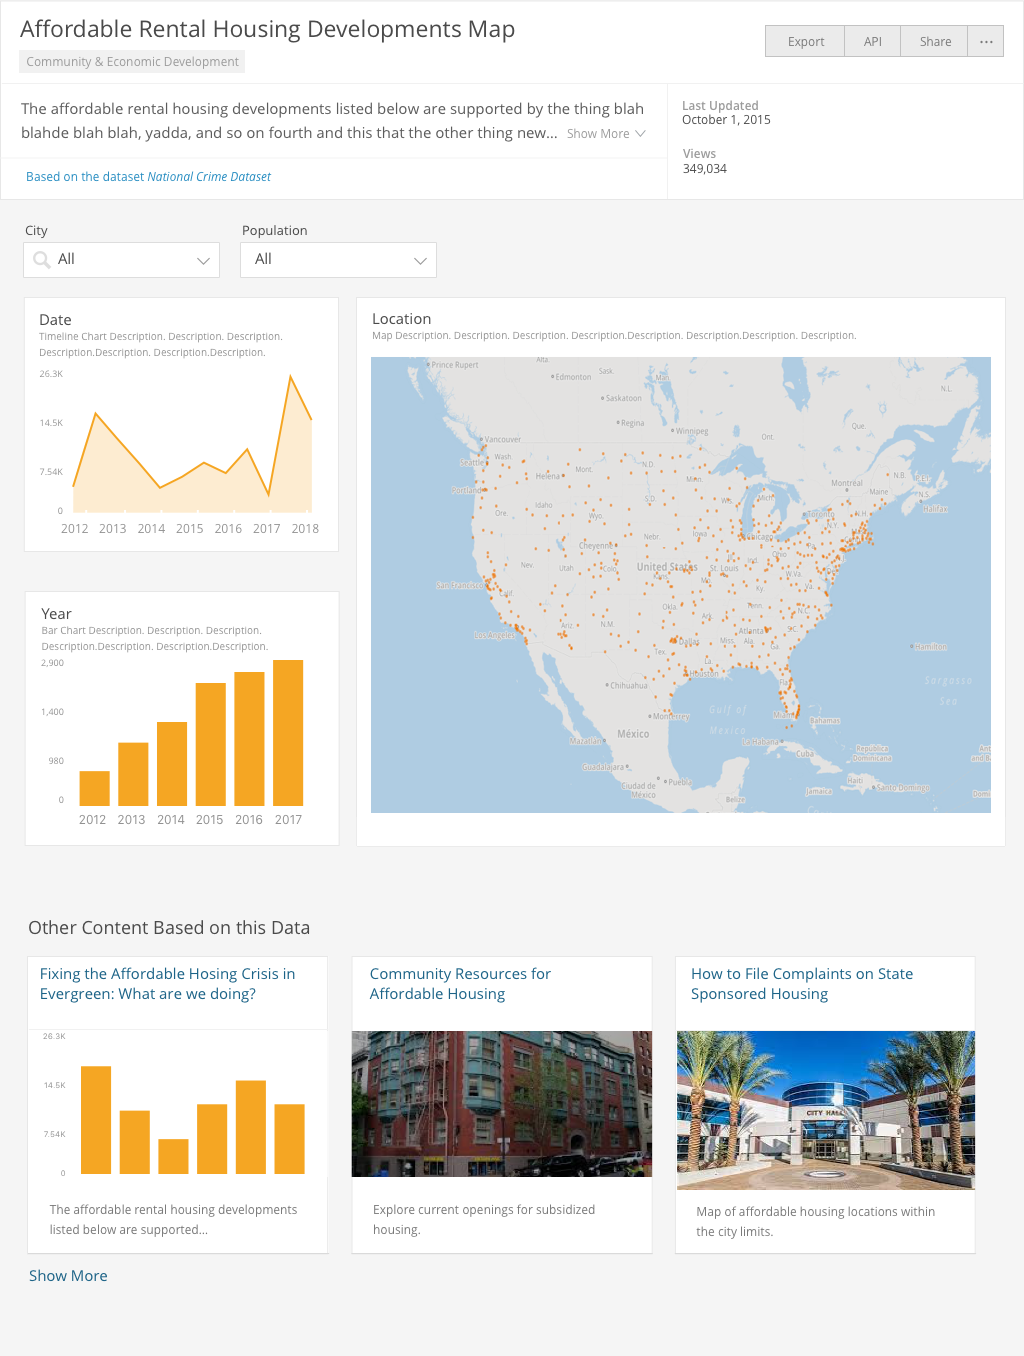 Affordable Rental Housing Developments Map
Export
API
Share
...
Community & Economic Development
The affordable rental housing developments listed below are supported by the thing blah
blahde blah blah, yadda, and so on fourth and this that the other thing new...
Show More
Last Updated
October 1, 2015
Views
349,034
Based on the dataset National Crime Dataset
City
All
Population
All
Date
Timeline Chart Description. Description. Description.
Description.Description. Description.Description.
26.3K
14.5K
7.54K
0
2012 2013 2014 2015 2016 2017 2018
Year
Bar Chart Description. Description. Description.
Description.Description. Description.Description.
2,900
1,400
980
0
2012 2013 2014 2015 2016 2017
Location
Map Description. Description. Description. Description.Description. Description.Description. Description.
Prince Rupert
Alta
Edmonton
Sask.
Man.
Saskatoon
N.L.
Regina
Winnipeg
Ont.
Que.
Vancouver
Seattle
Wash
Helena
Mont.
N.D.
Minn.
Montréal
N.B.
P.E.I.
Maine
N.S.
Halifax
Portland
Ore.
Idaho
Wyo.
S.D.
Wis.
Mich.
Toronto
N.H.
N.Y.
Cheyenne
Nebr.
Iowa
Chicago
Pa.
Nev.
Utah
Colo.
United States
Kans.
St. Louis
Mo.
Ind.
Ohio
W.Va.
Va.
Ky.
San Francisco
Calif.
Los Angeles
Ariz.
N.M.
Okla.
Ark.
Tenn.
N.C.
Atlanta
S.C.
Dallas
Miss.
Ala.
Ga.
Tex.
La.
Houston
Fla.
Hamilton
Sargasso
Sea
Chihuahua
Monterrey
Gulf of
Mexico
Miami
Bahamas
México
Mazatlán
La Habana
Cuba
República
Dominicana
Ant
and Ba
Guadalajara
Ciudad de
México
Puebla
Belize
Haiti
Jamaica
Santo Domingo
Domi
Other Content Based on this Data
Fixing the Affordable Hosing Crisis in
Evergreen: What are we doing?
26.3K
14.5K
7.54K
0
The affordable rental housing developments
listed below are supported...
Community Resources for
Affordable Housing
Explore current openings for subsidized
housing.
How to File Complaints on State
Sponsored Housing
CITY HALL
Map of affordable housing locations within
the city limits.
Show More